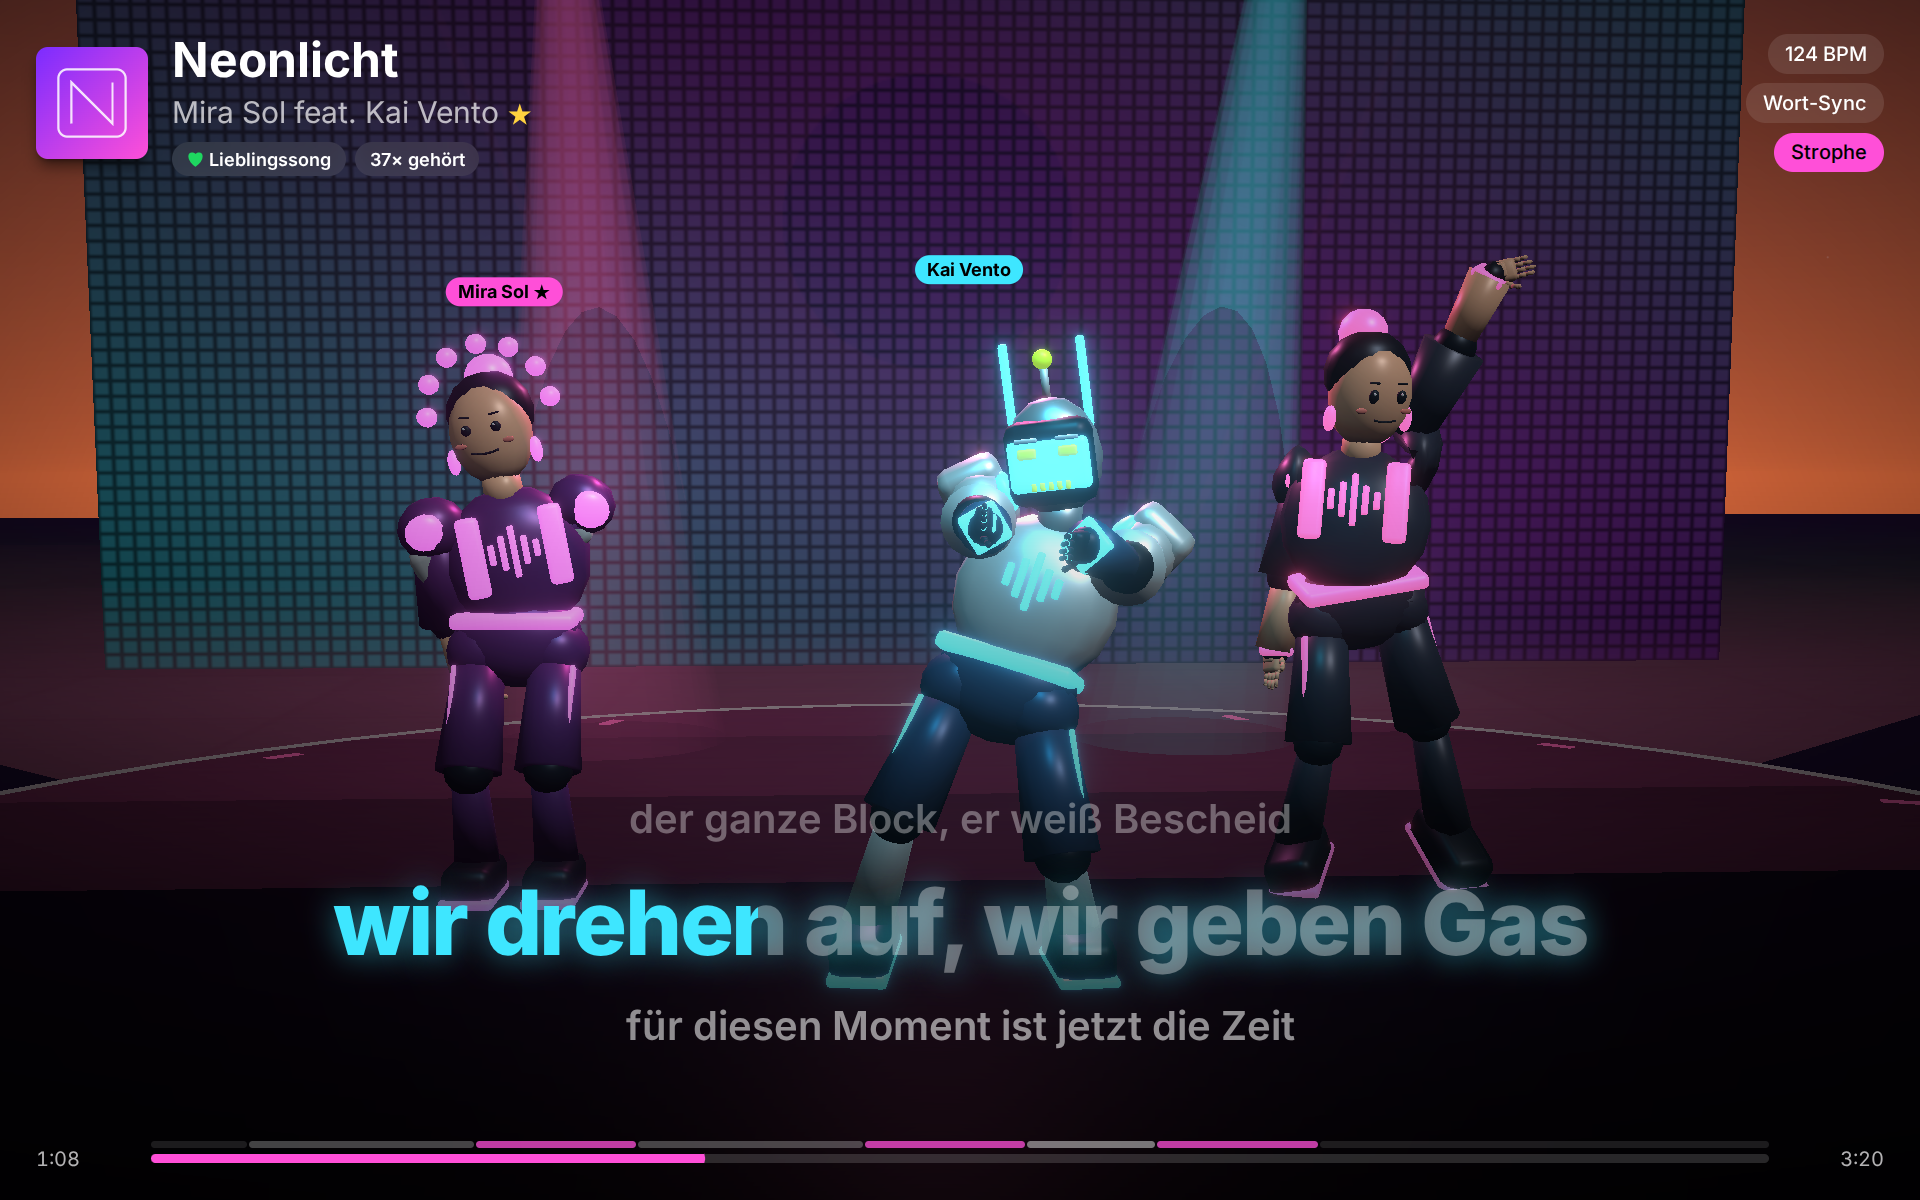 N
Neonlicht
Mira Sol feat. Kai Vento ★
Lieblingssong
37× gehört
124 BPM
Wort-Sync
Strophe
Kai Vento
Mira Sol ★
der ganze Block, er weiß Bescheid
wir drehen auf, wir geben Gas
für diesen Moment ist jetzt die Zeit
1:08
3:20